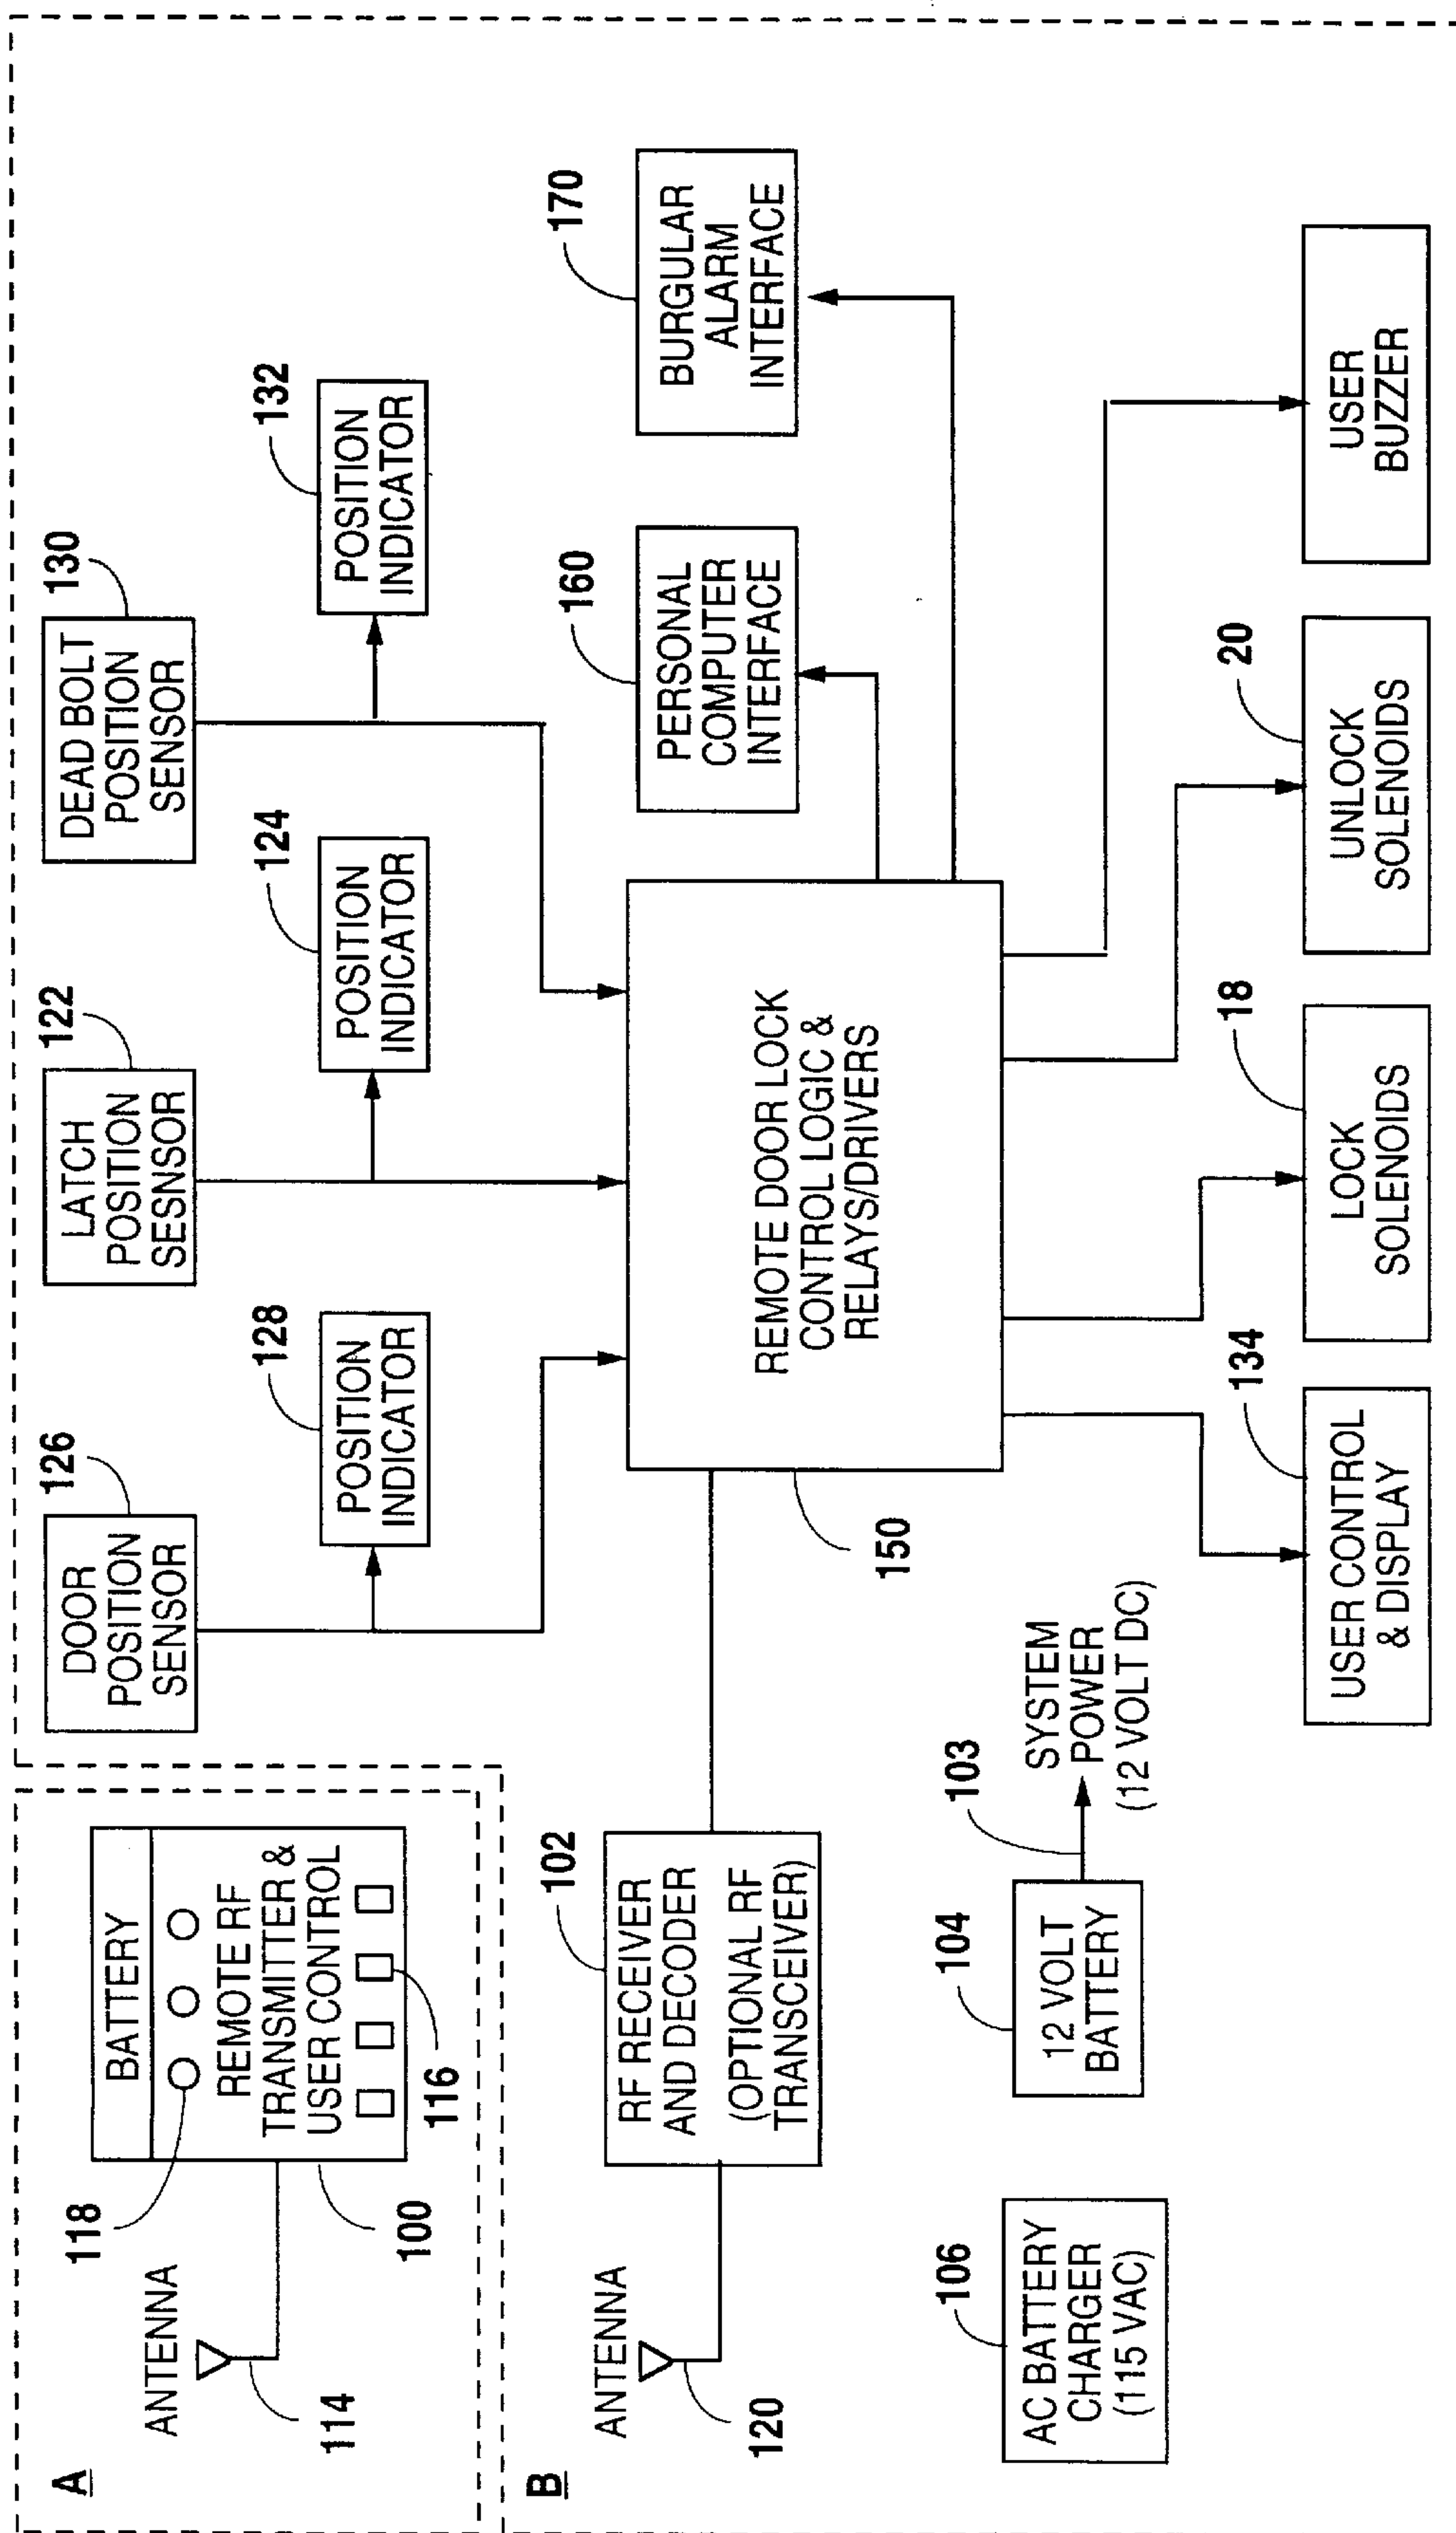 A
ANTENNA
114
118
100
BATTERY
REMOTE RF
TRANSMITTER &
USER CONTROL
116
126
DOOR
POSITION
SENSOR
128
POSITION
INDICATOR
122
LATCH
POSITION
SESNSOR
124
POSITION
INDICATOR
130
DEAD BOLT
POSITION
SENSOR
132
POSITION
INDICATOR
B
ANTENNA
120
102
RF RECEIVER
AND DECODER
(OPTIONAL RF
TRANSCEIVER)
150
REMOTE DOOR LOCK
CONTROL LOGIC &
RELAYS/DRIVERS
160
PERSONAL
COMPUTER
INTERFACE
170
BURGULAR
ALARM
INTERFACE
106
AC BATTERY
CHARGER
(115 VAC)
104
12 VOLT
BATTERY
103
SYSTEM
POWER
(12 VOLT DC)
134
USER CONTROL
& DISPLAY
18
LOCK
SOLENOIDS
20
UNLOCK
SOLENOIDS
USER
BUZZER